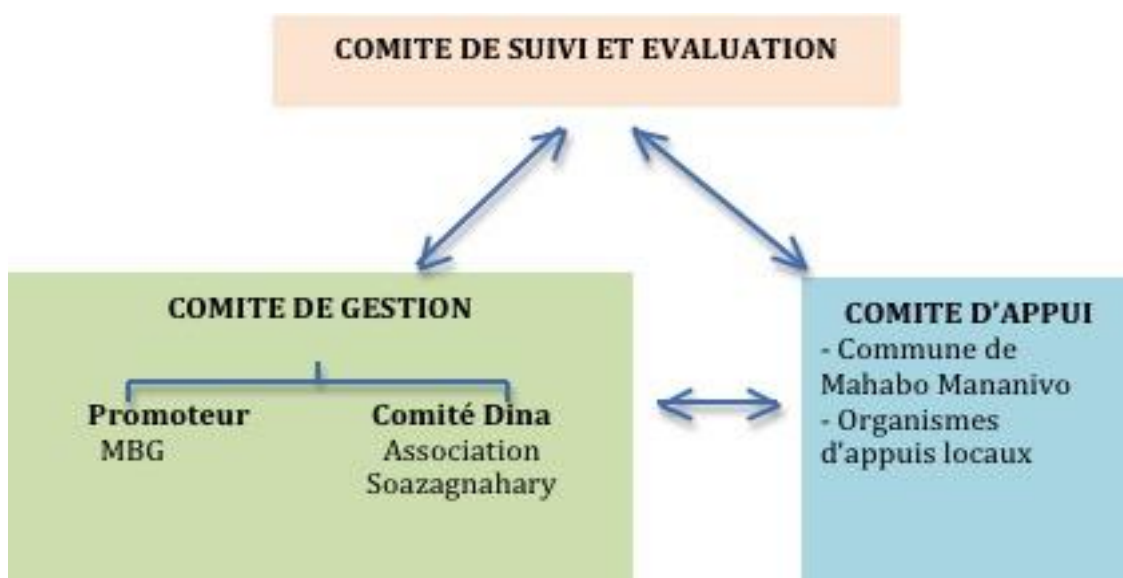 COMITE DE SUIVI ET EVALUATION
COMITE DE GESTION
Promoteur
MBG
Comité Dina
Association
Soazagnahary
COMITE D'APPUI
- Commune de
Mahabo Mananivo
- Organismes
d'appuis locaux